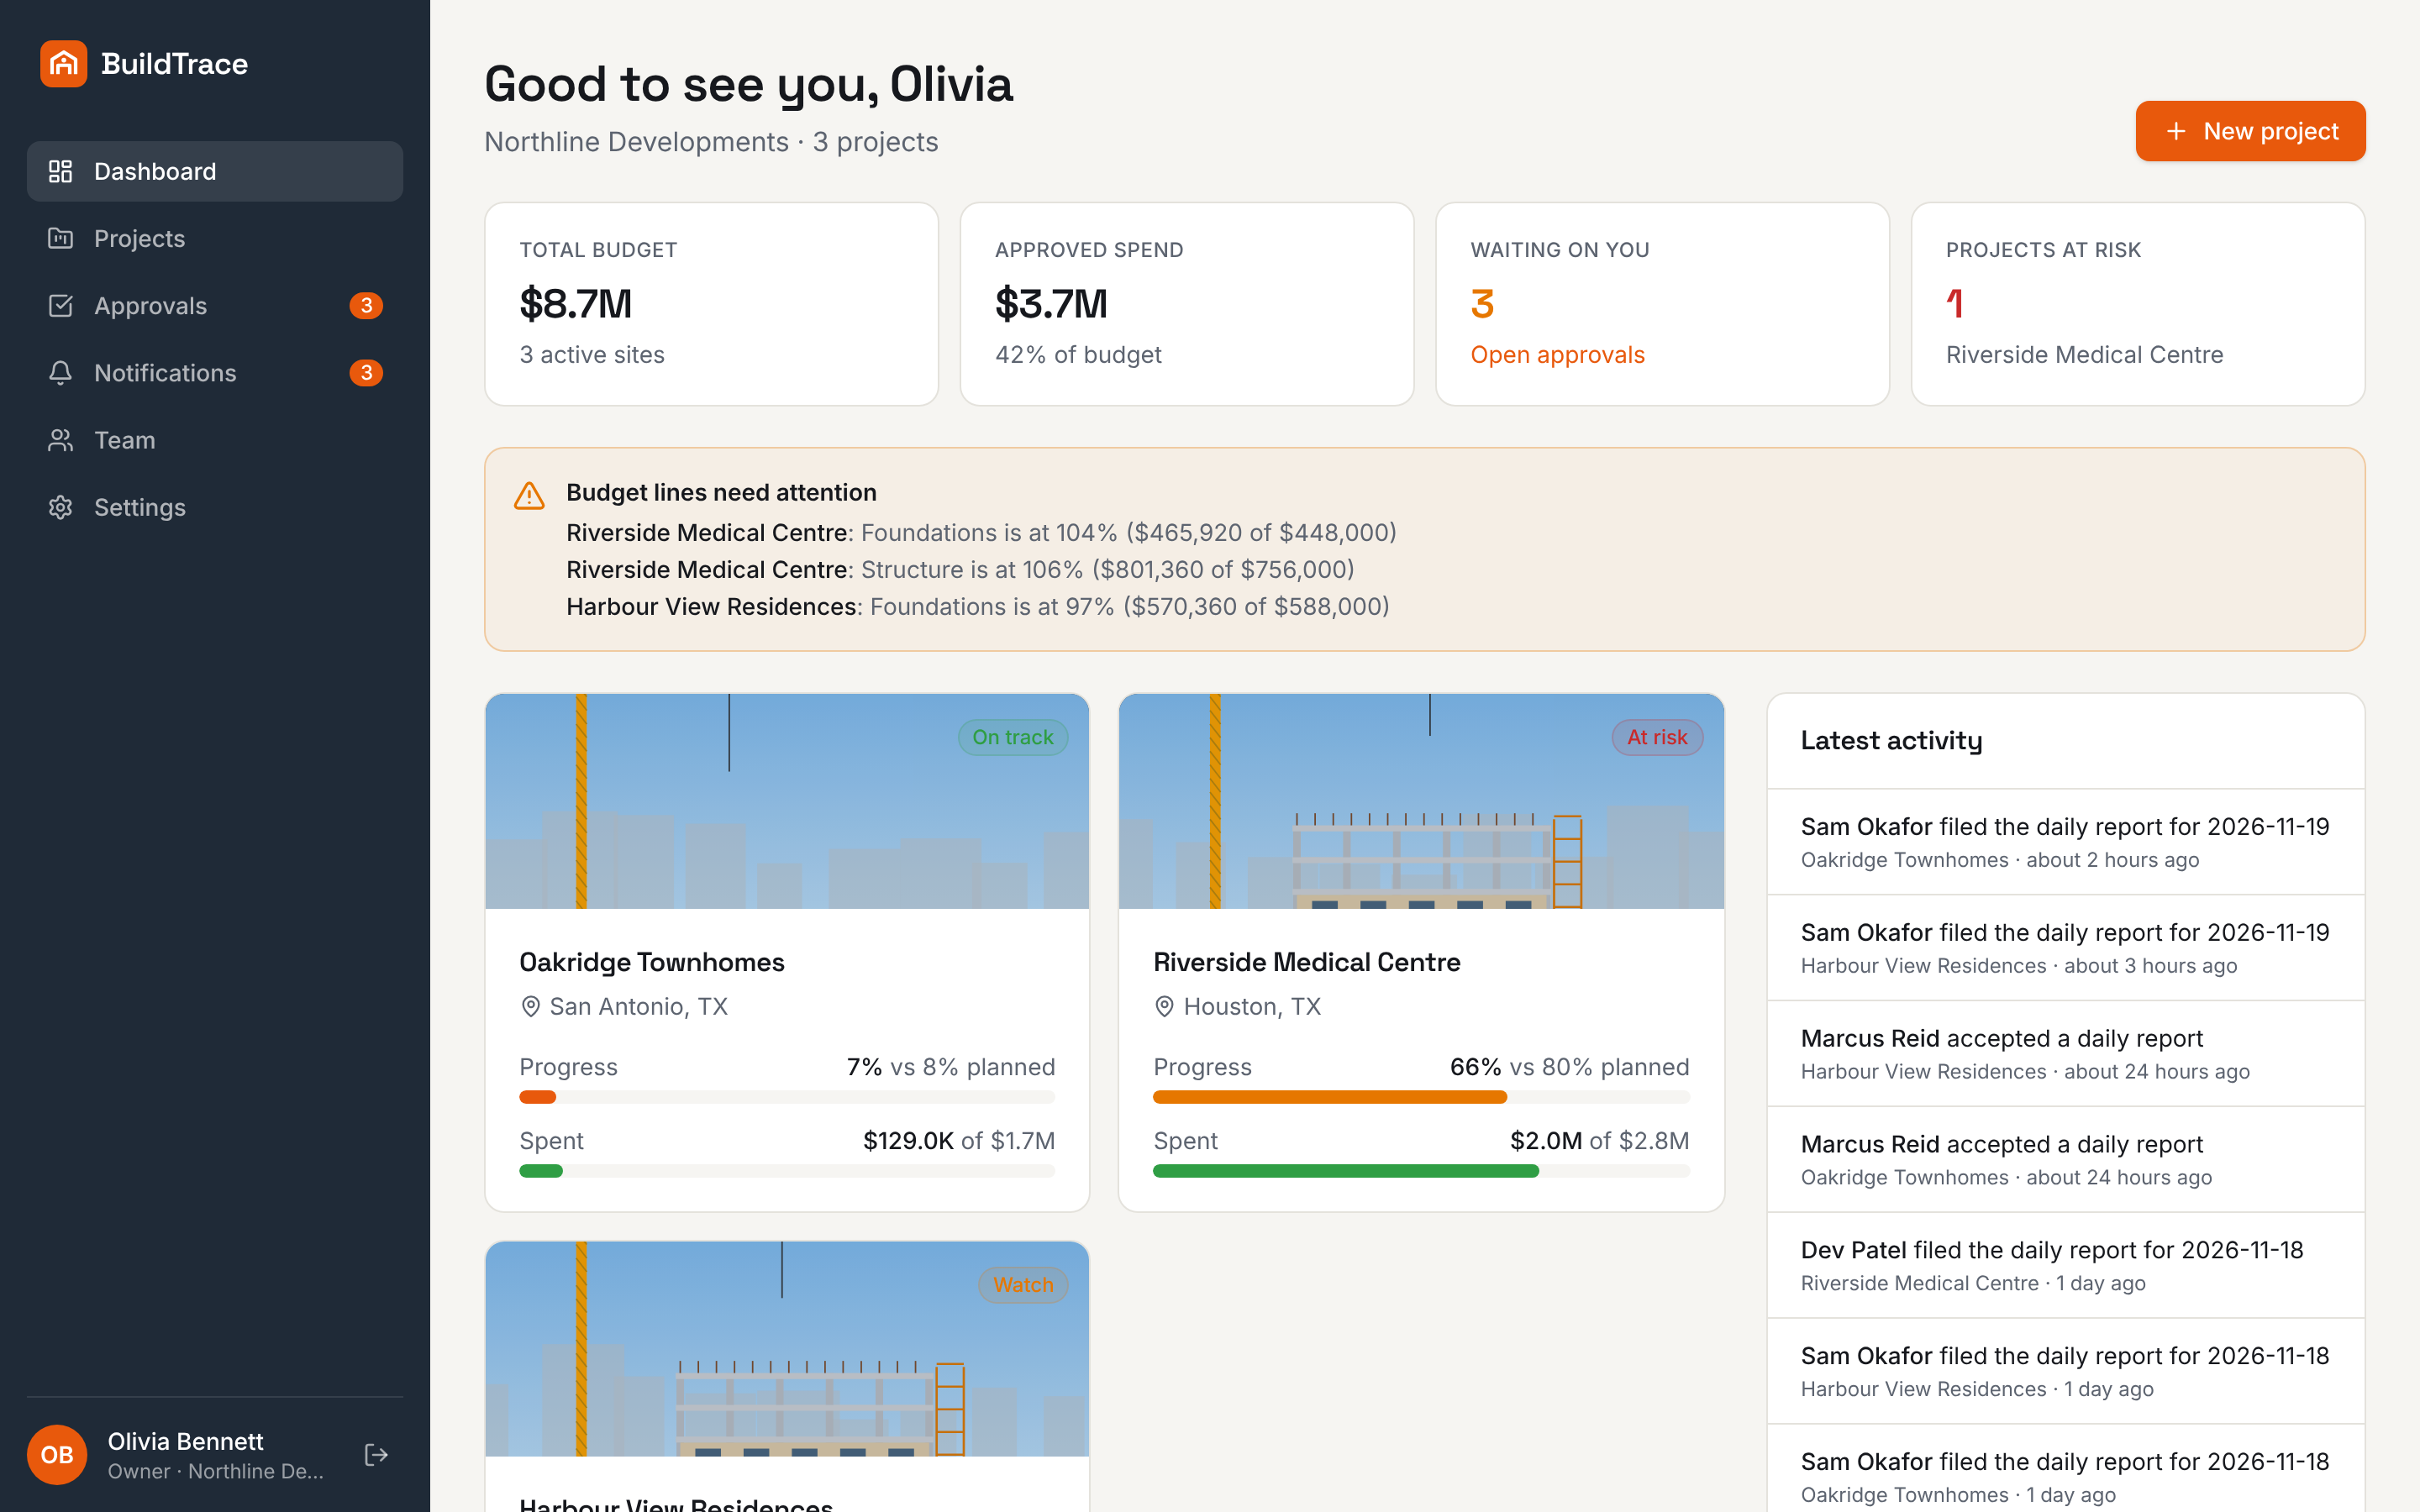 BuildTrace
Dashboard
Projects
Approvals 3
Notifications 3
Team
Settings
OB
Olivia Bennett
Owner · Northline De...
Good to see you, Olivia
Northline Developments · 3 projects
+ New project
TOTAL BUDGET
$8.7M
3 active sites
APPROVED SPEND
$3.7M
42% of budget
WAITING ON YOU
3
Open approvals
PROJECTS AT RISK
1
Riverside Medical Centre
Budget lines need attention
Riverside Medical Centre: Foundations is at 104% ($465,920 of $448,000)
Riverside Medical Centre: Structure is at 106% ($801,360 of $756,000)
Harbour View Residences: Foundations is at 97% ($570,360 of $588,000)
On track
Oakridge Townhomes
San Antonio, TX
Progress 7% vs 8% planned
Spent $129.0K of $1.7M
At risk
Riverside Medical Centre
Houston, TX
Progress 66% vs 80% planned
Spent $2.0M of $2.8M
Watch
Harbour View Residences
Latest activity
Sam Okafor filed the daily report for 2026-11-19
Oakridge Townhomes · about 2 hours ago
Sam Okafor filed the daily report for 2026-11-19
Harbour View Residences · about 3 hours ago
Marcus Reid accepted a daily report
Harbour View Residences · about 24 hours ago
Marcus Reid accepted a daily report
Oakridge Townhomes · about 24 hours ago
Dev Patel filed the daily report for 2026-11-18
Riverside Medical Centre · 1 day ago
Sam Okafor filed the daily report for 2026-11-18
Harbour View Residences · 1 day ago
Sam Okafor filed the daily report for 2026-11-18
Oakridge Townhomes · 1 day ago